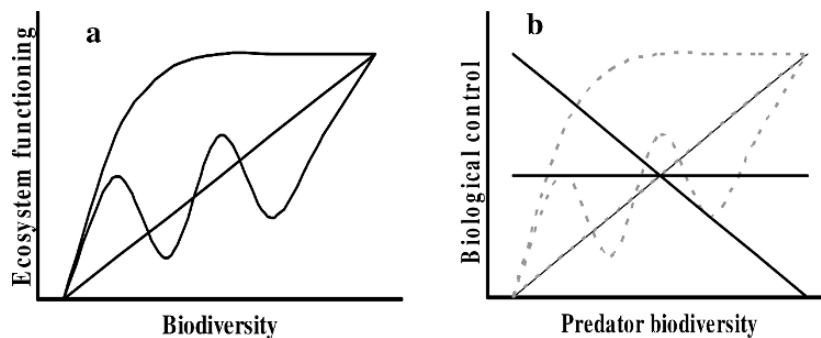 a
Ecosystem functioning
Biodiversity
b
Biological control
Predator biodiversity